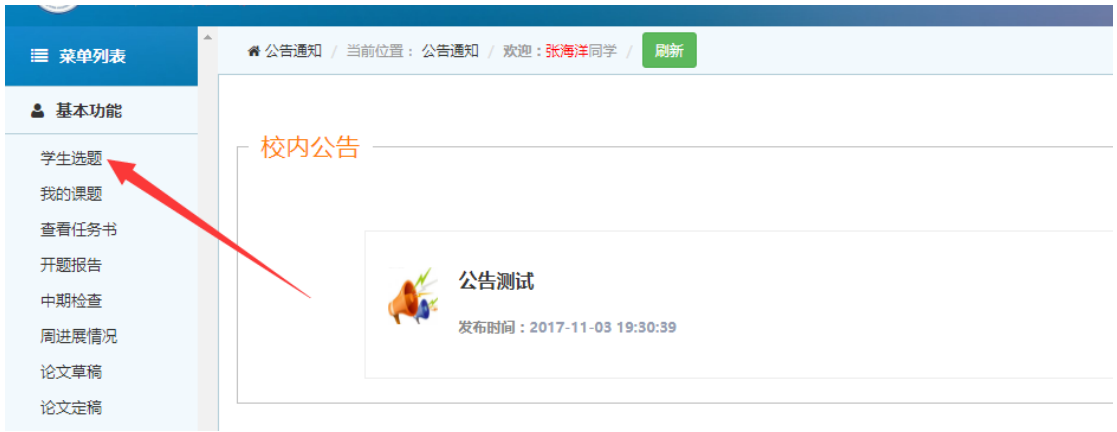 菜单列表
公告通知 / 当前位置： 公告通知 / 欢迎：张海洋同学 / 刷新
基本功能
学生选题
我的课题
查看任务书
开题报告
中期检查
周进展情况
论文草稿
论文定稿
校内公告
公告测试
发布时间：2017-11-03 19:30:39